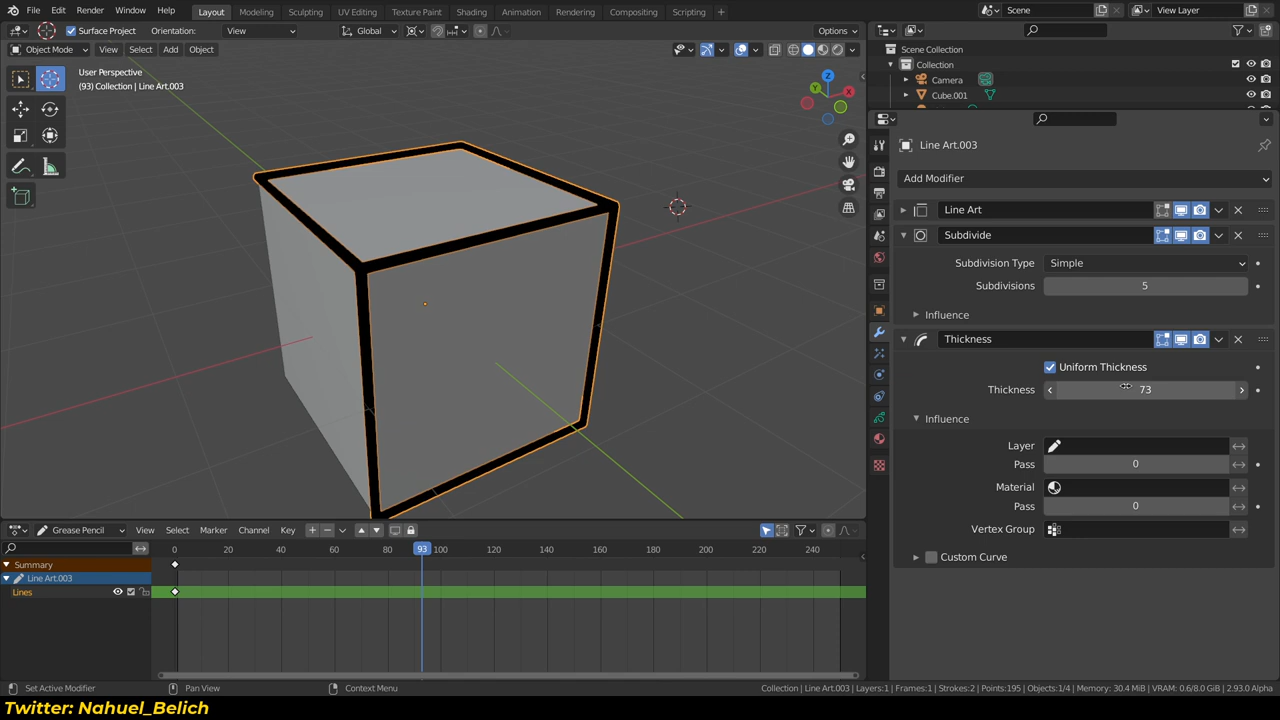 File Edit Render Window Help Layout Modeling Sculpting UV Editing Texture Paint Shading Animation Rendering Compositing Scripting + Scene View Layer
Surface Project Orientation: View Global Options
Object Mode View Select Add Object
User Perspective
(93) Collection | Line Art.003
Z
Y
X
Scene Collection
Collection
Camera
Cube.001
Line Art.003
Add Modifier
Line Art
Subdivide
Subdivision Type Simple
Subdivisions 5
Influence
Thickness
Uniform Thickness
Thickness 73
Influence
Layer
Pass 0
Material
Pass 0
Vertex Group
Custom Curve
Grease Pencil View Select Marker Channel Key
0 20 40 60 80 93 100 120 140 160 180 200 220 240
Summary
Line Art.003
Lines
Set Active Modifier Pan View Context Menu Collection | Line Art.003 | Layers:1 | Frames:1 | Strokes:2 | Points:195 | Objects:1/4 | Memory: 30.4 MiB | VRAM: 0.6/8.0 GiB | 2.93.0 Alpha
Twitter: Nahuel_Belich